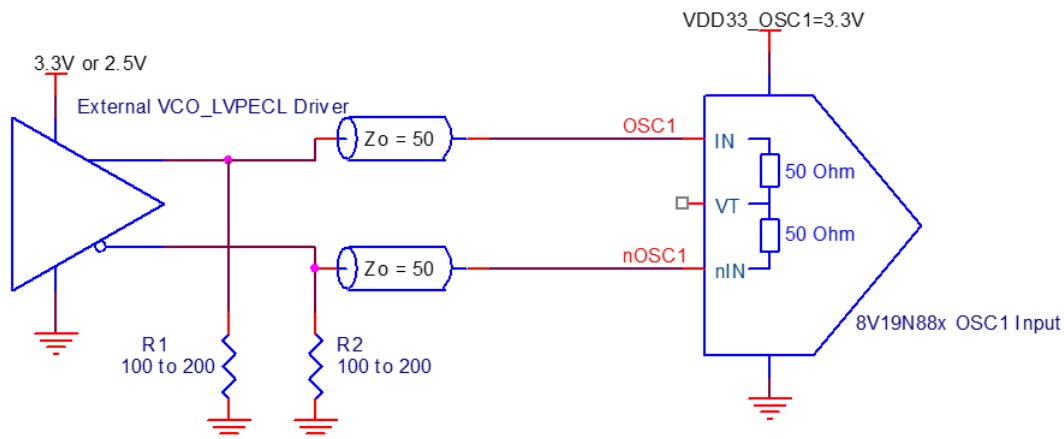 VDD33_OSC1=3.3V
3.3V or 2.5V
External VCO_LVPECL Driver
Zo = 50
OSC1
IN
50 Ohm
VT
50 Ohm
Zo = 50
nOSC1
nIN
8V19N88x OSC1 Input
R1
100 to 200
R2
100 to 200